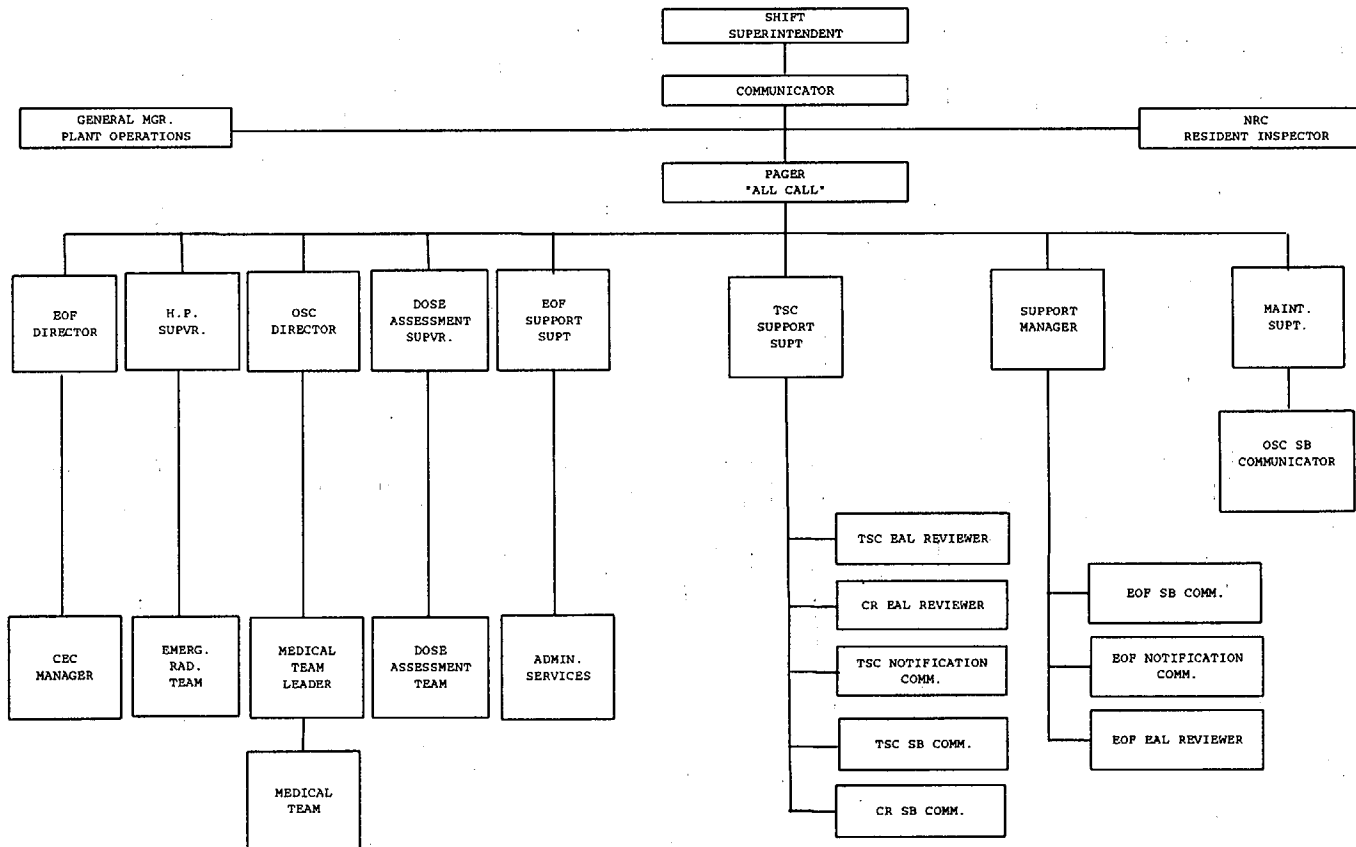 SHIFT
SUPERINTENDENT
COMMUNICATOR
GENERAL MGR.
PLANT OPERATIONS
NRC
RESIDENT INSPECTOR
PAGER
"ALL CALL"
EOF
DIRECTOR
H.P.
SUPVR.
OSC
DIRECTOR
DOSE
ASSESSMENT
SUPVR.
EOF
SUPPORT
SUPT
TSC
SUPPORT
SUPT
SUPPORT
MANAGER
MAINT.
SUPT.
OSC SB
COMMUNICATOR
TSC EAL REVIEWER
CR EAL REVIEWER
TSC NOTIFICATION
COMM.
TSC SB COMM.
CR SB COMM.
EOF SB COMM.
EOF NOTIFICATION
COMM.
EOF EAL REVIEWER
CEC
MANAGER
EMERG.
RAD.
TEAM
MEDICAL
TEAM
LEADER
DOSE
ASSESSMENT
TEAM
ADMIN.
SERVICES
MEDICAL
TEAM